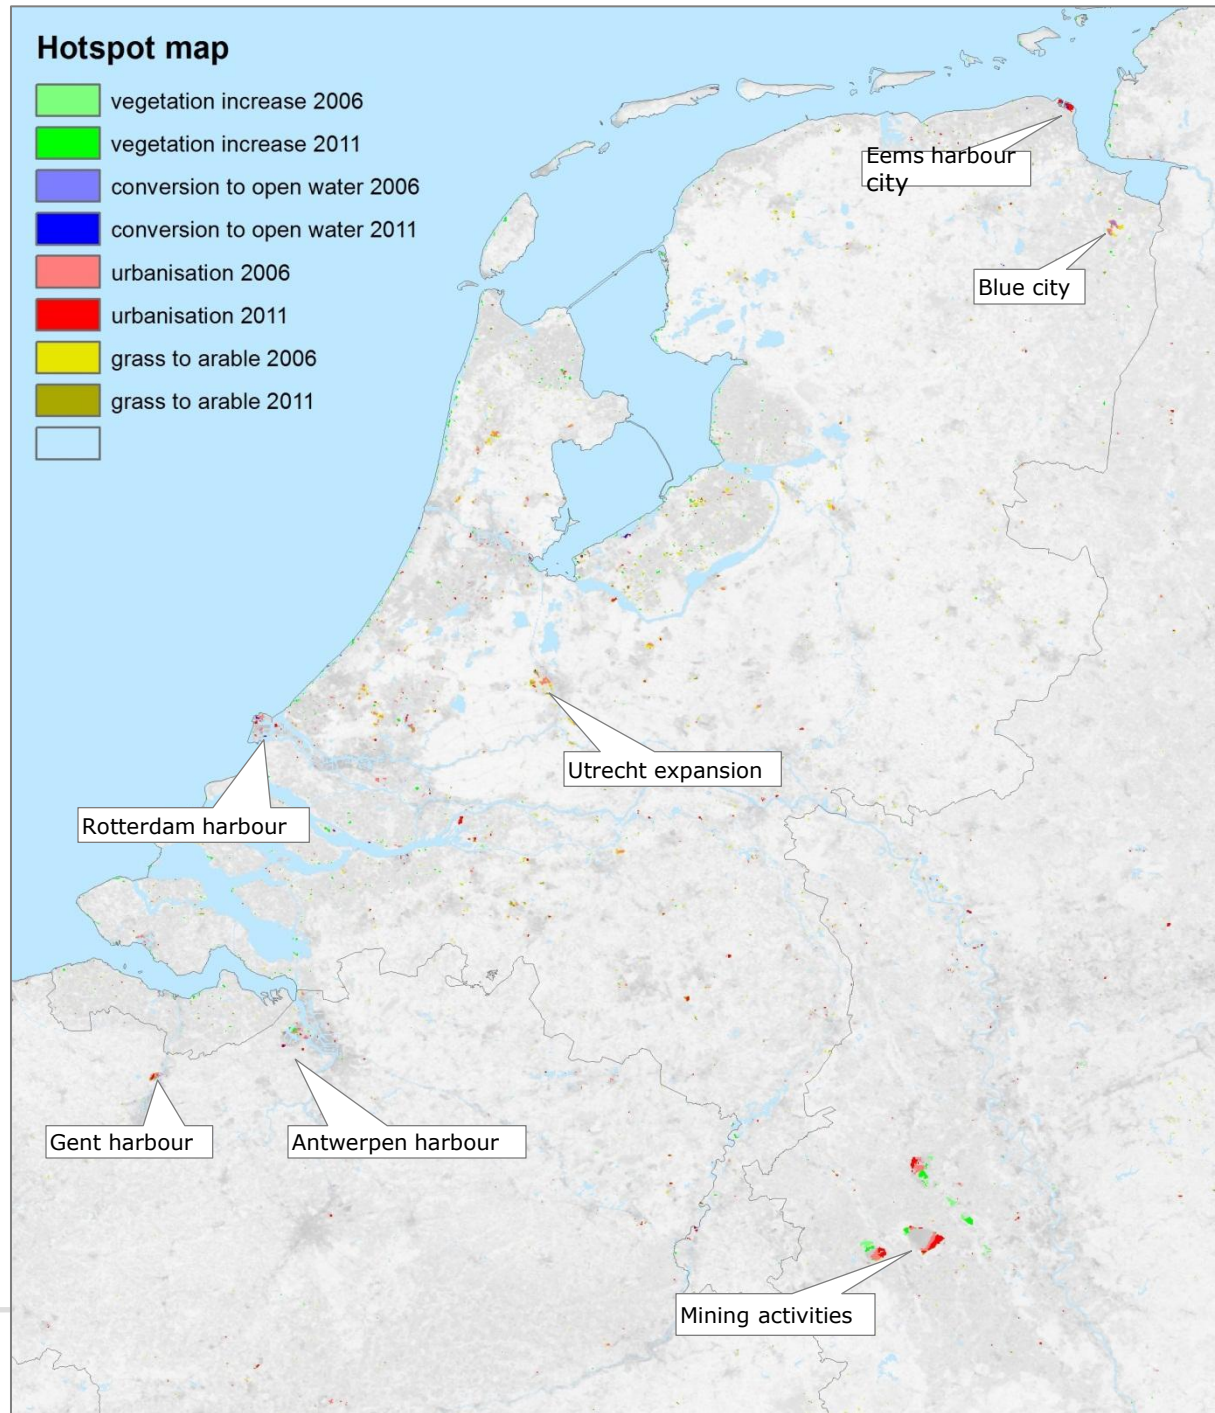 Hotspot map
vegetation increase 2006
vegetation increase 2011
conversion to open water 2006
conversion to open water 2011
urbanisation 2006
urbanisation 2011
grass to arable 2006
grass to arable 2011
Eems harbour
city
Blue city
Utrecht expansion
Rotterdam harbour
Gent harbour
Antwerpen harbour
Mining activities